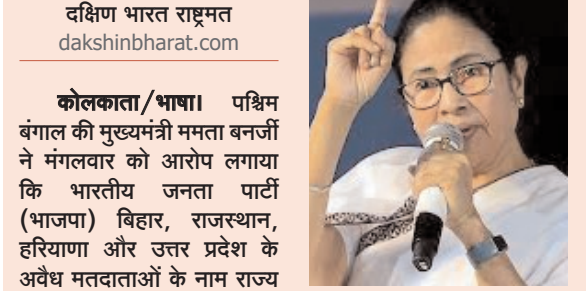 दक्षिण भारत राष्ट्रमत
dakshinbharat.com
कोलकाता/भाषा। पश्चिम
बंगाल की मुख्यमंत्री ममता बनर्जी
ने मंगलवार को आरोप लगाया
कि भारतीय जनता पार्टी
(भाजपा) बिहार, राजस्थान,
हरियाणा और उत्तर प्रदेश के
अवैध मतदाताओं के नाम राज्य